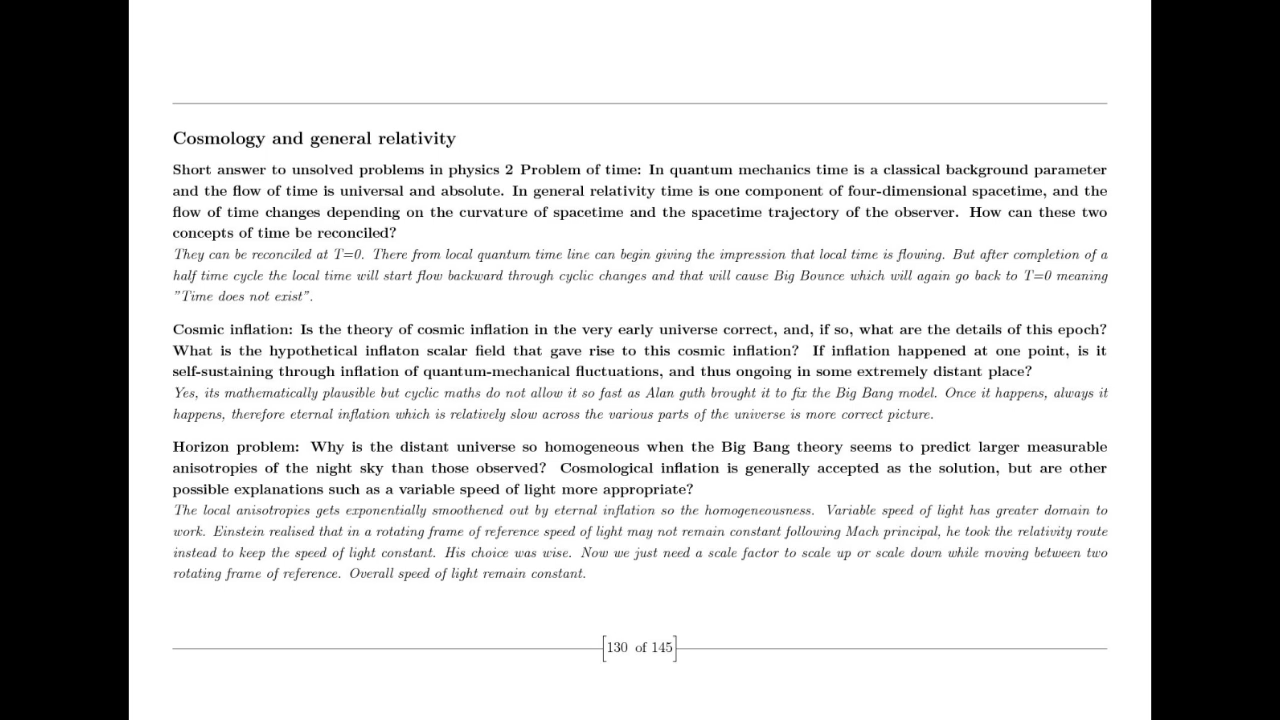 Cosmology and general relativity
Short answer to unsolved problems in physics 2 Problem of time: In quantum mechanics time is a classical background parameter
and the flow of time is universal and absolute. In general relativity time is one component of four-dimensional spacetime, and the
flow of time changes depending on the curvature of spacetime and the spacetime trajectory of the observer. How can these two
concepts of time be reconciled?
They can be reconciled at T=0. There from local quantum time line can begin giving the impression that local time is flowing. But after completion of a
half time cycle the local time will start flow backward through cyclic changes and that will cause Big Bounce which will again go back to T=0 meaning
"Time does not exist".
Cosmic inflation: Is the theory of cosmic inflation in the very early universe correct, and, if so, what are the details of this epoch?
What is the hypothetical inflaton scalar field that gave rise to this cosmic inflation? If inflation happened at one point, is it
self-sustaining through inflation of quantum-mechanical fluctuations, and thus ongoing in some extremely distant place?
Yes, its mathematically plausible but cyclic maths do not allow it so fast as Alan guth brought it to fix the Big Bang model. Once it happens, always it
happens, therefore eternal inflation which is relatively slow across the various parts of the universe is more correct picture.
Horizon problem: Why is the distant universe so homogeneous when the Big Bang theory seems to predict larger measurable
anisotropies of the night sky than those observed? Cosmological inflation is generally accepted as the solution, but are other
possible explanations such as a variable speed of light more appropriate?
The local anisotropies gets exponentially smoothened out by eternal inflation so the homogeneousness. Variable speed of light has greater domain to
work. Einstein realised that in a rotating frame of reference speed of light may not remain constant following Mach principal, he took the relativity route
instead to keep the speed of light constant. His choice was wise. Now we just need a scale factor to scale up or scale down while moving between two
rotating frame of reference. Overall speed of light remain constant.
130 of 145